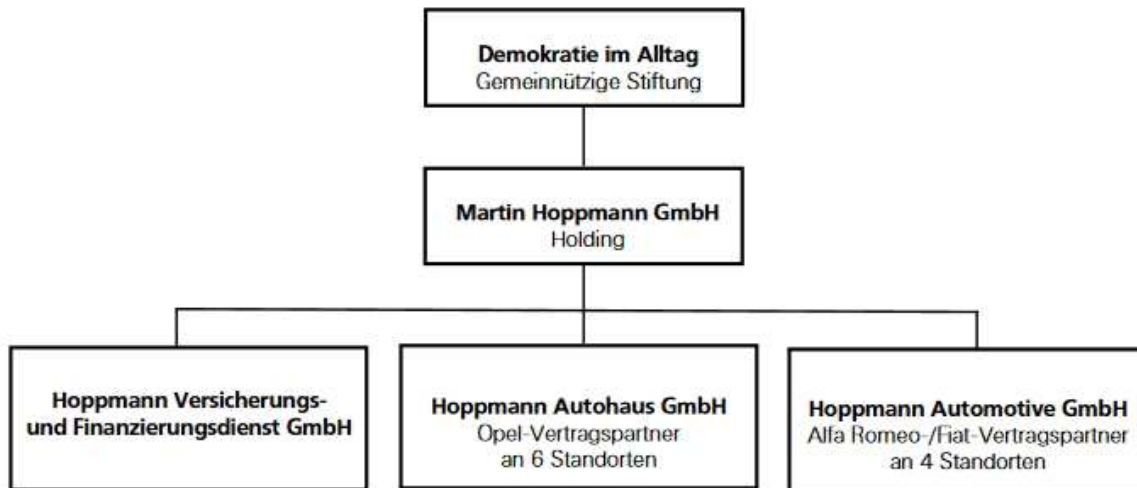 Demokratie im Alltag
Gemeinnützige Stiftung
Martin Hoppmann GmbH
Holding
Hoppmann Versicherungs-
und Finanzierungsdienst GmbH
Hoppmann Autohaus GmbH
Opel-Vertragspartner
an 6 Standorten
Hoppmann Automotive GmbH
Alfa Romeo-/Fiat-Vertragspartner
an 4 Standorten